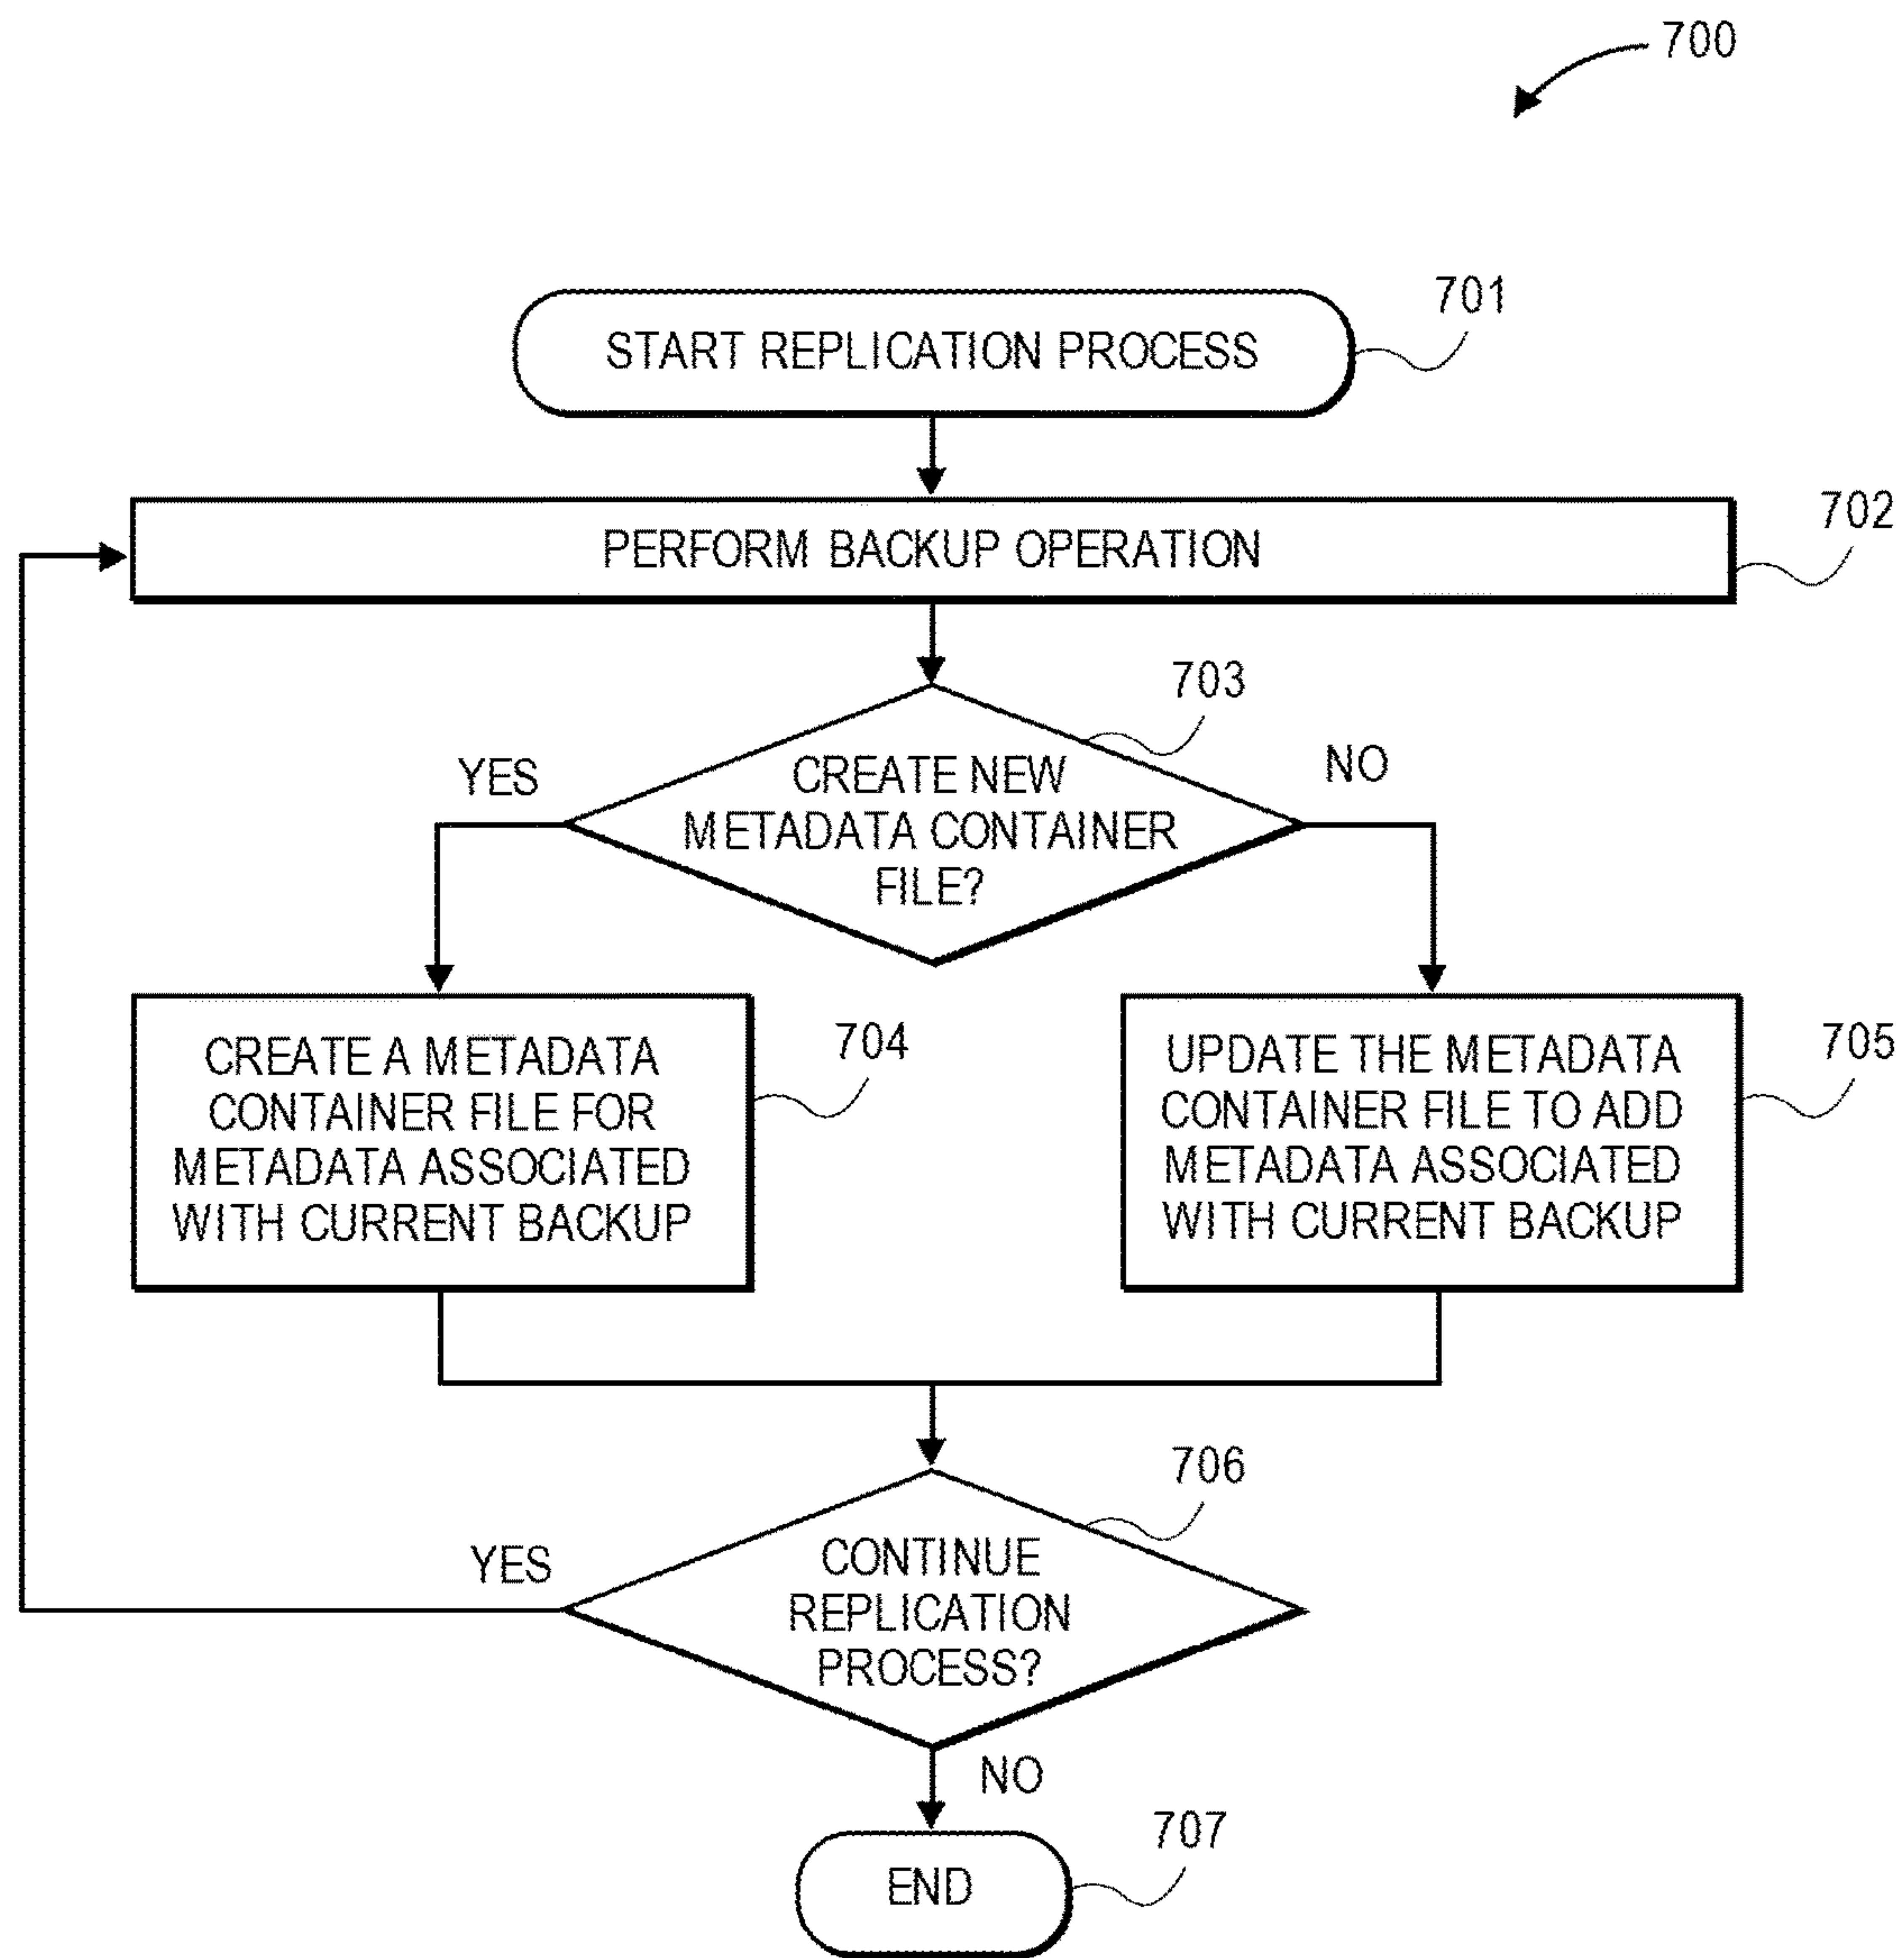 700
START REPLICATION PROCESS
701
PERFORM BACKUP OPERATION
702
703
YES
CREATE NEW
METADATA CONTAINER
FILE?
NO
CREATE A METADATA
CONTAINER FILE FOR
METADATA ASSOCIATED
WITH CURRENT BACKUP
704
UPDATE THE METADATA
CONTAINER FILE TO ADD
METADATA ASSOCIATED
WITH CURRENT BACKUP
705
706
YES
CONTINUE
REPLICATION
PROCESS?
NO
END
707